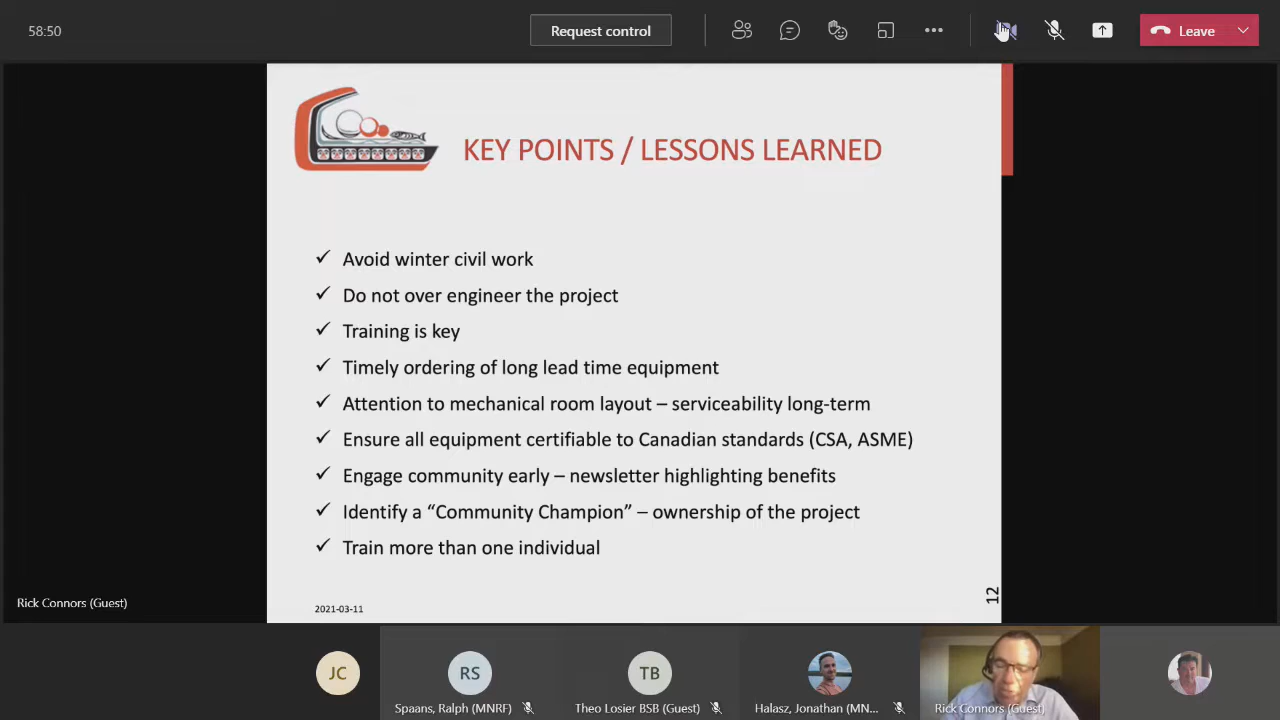 58:50
Request control
Leave
KEY POINTS / LESSONS LEARNED
✓ Avoid winter civil work
✓ Do not over engineer the project
✓ Training is key
✓ Timely ordering of long lead time equipment
✓ Attention to mechanical room layout – serviceability long-term
✓ Ensure all equipment certifiable to Canadian standards (CSA, ASME)
✓ Engage community early – newsletter highlighting benefits
✓ Identify a “Community Champion” – ownership of the project
✓ Train more than one individual
Rick Connors (Guest)
2021-03-11
12
JC
RS
TB
Spaans, Ralph (MNRF)
Theo Losier BSB (Guest)
Halasz, Jonathan (MN...
Rick Connors (Guest)